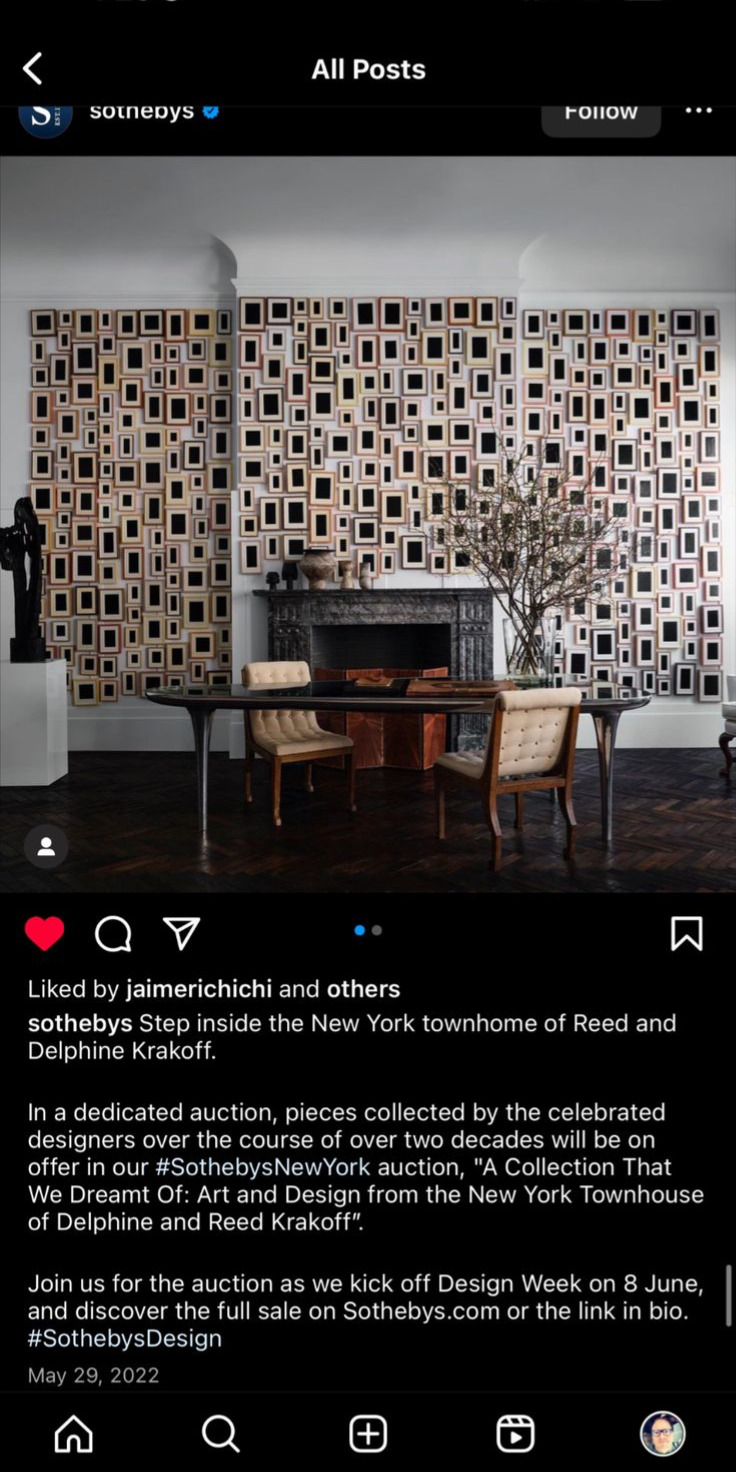 All Posts
sothebys
Follow
Liked by jaimerichichi and others
sothebys Step inside the New York townhome of Reed and
Delphine Krakoff.
In a dedicated auction, pieces collected by the celebrated
designers over the course of over two decades will be on
offer in our #SothebysNewYork auction, "A Collection That
We Dreamt Of: Art and Design from the New York Townhouse
of Delphine and Reed Krakoff”.
Join us for the auction as we kick off Design Week on 8 June,
and discover the full sale on Sothebys.com or the link in bio.
#SothebysDesign
May 29, 2022